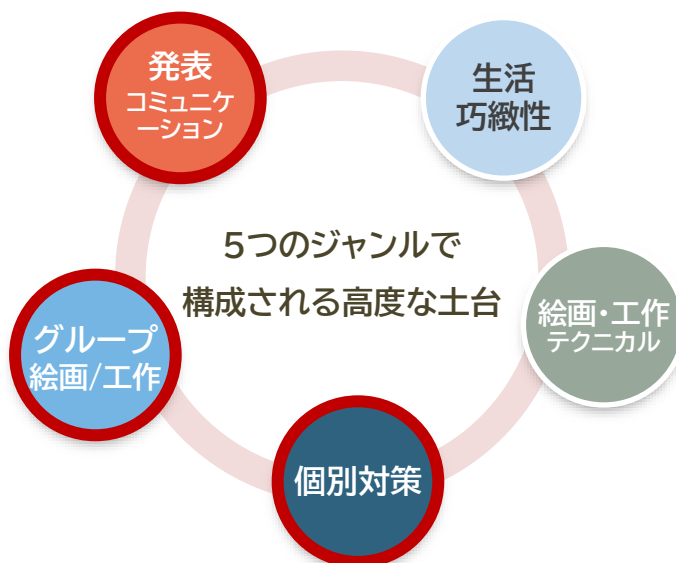 発表
コミュニケ
ーション
生活
巧緻性
5つのジャンルで
構成される高度な土台
絵画・工作
テクニカル
グループ
絵画/工作
個別対策